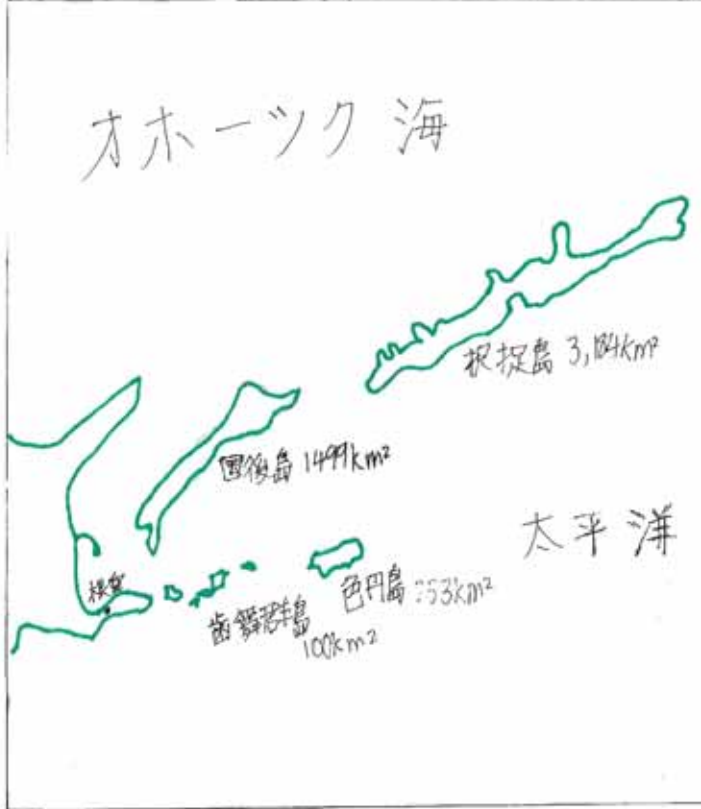 オホーツク海
択捉島 3,184km²
国後島 1499km²
太平洋
根室
色丹島 253km²
歯舞群島
100km²